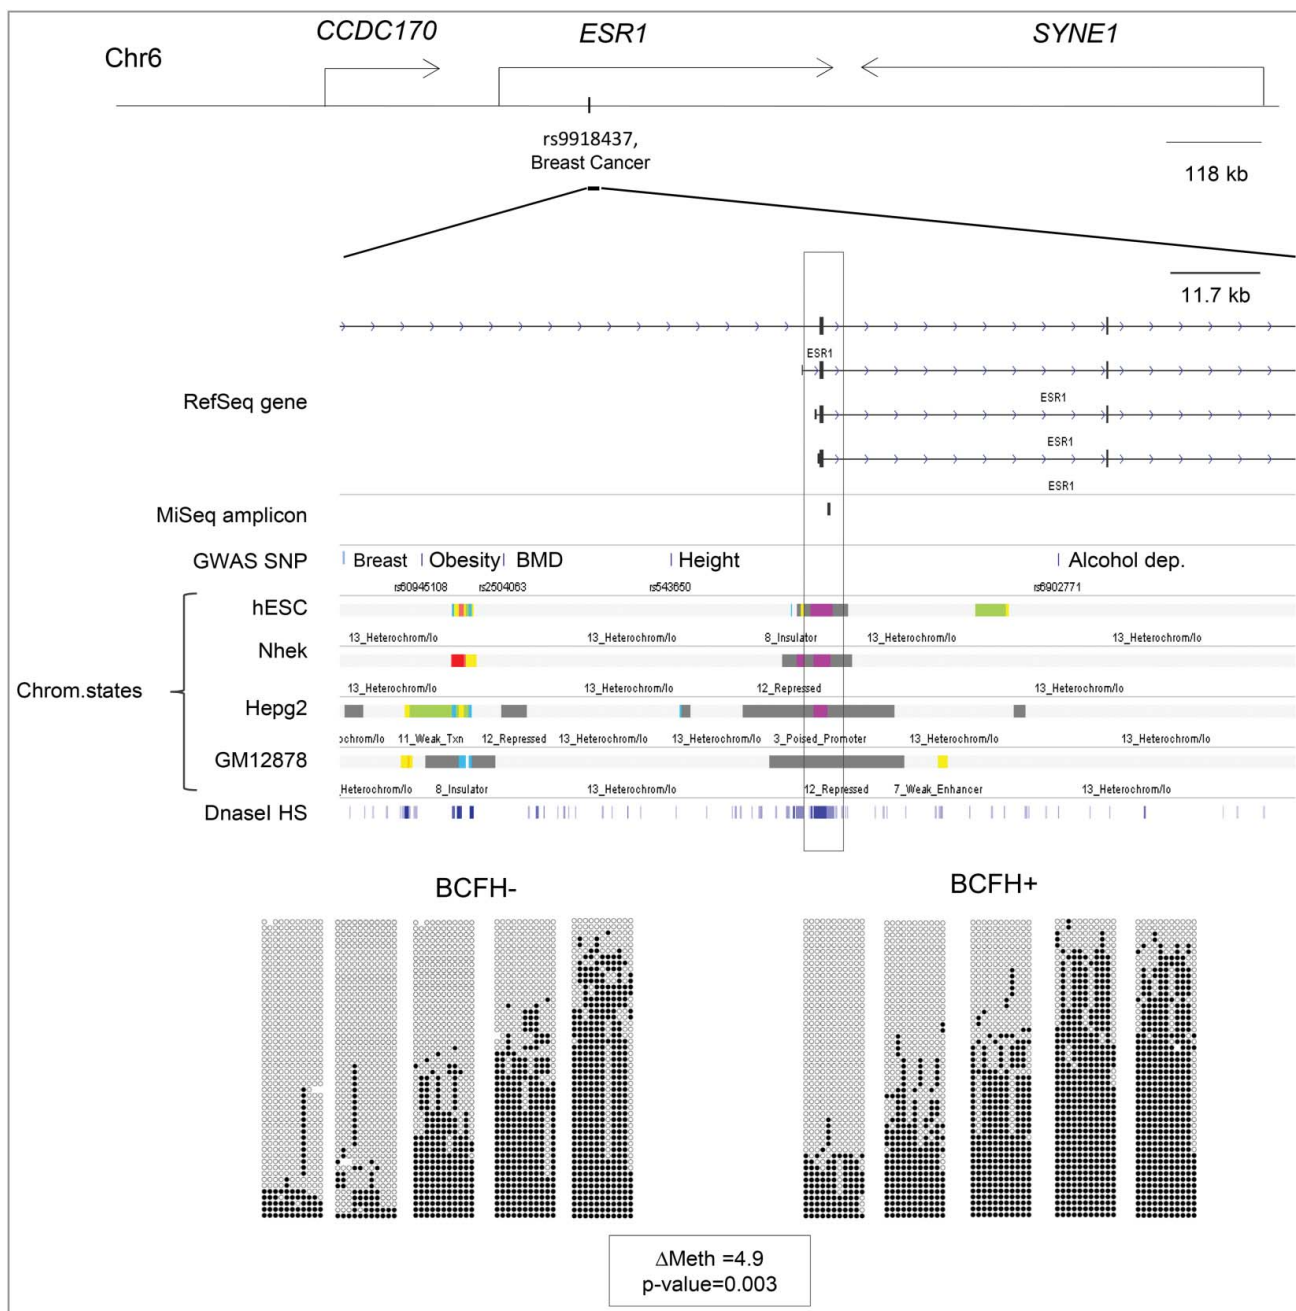 CCDC170 ESR1 SYNE1
Chr6
rs9918437,
Breast Cancer
118 kb
11.7 kb
ESR1
RefSeq gene
ESR1
ESR1
ESR1
MiSeq amplicon
GWAS SNP Breast Obesity BMD Height Alcohol dep.
rs60945108 rs2504063 rs543650 rs6902771
hESC
13_Heterochrom/lo 13_Heterochrom/lo 8_Insulator 13_Heterochrom/lo 13_Heterochrom/lo
Nhek
Chrom.states
13_Heterochrom/lo 13_Heterochrom/lo 12_Repressed 13_Heterochrom/lo
Hepg2
ochrom/lo 11_Weak_Txn 12_Repressed 13_Heterochrom/lo 13_Heterochrom/lo 3_Poised_Promoter 13_Heterochrom/lo 13_Heterochrom/lo
GM12878
_Heterochrom/lo 8_Insulator 13_Heterochrom/lo 12_Repressed 7_Weak_Enhancer 13_Heterochrom/lo
DnaseI HS
BCFH- BCFH+
ΔMeth =4.9
p-value=0.003